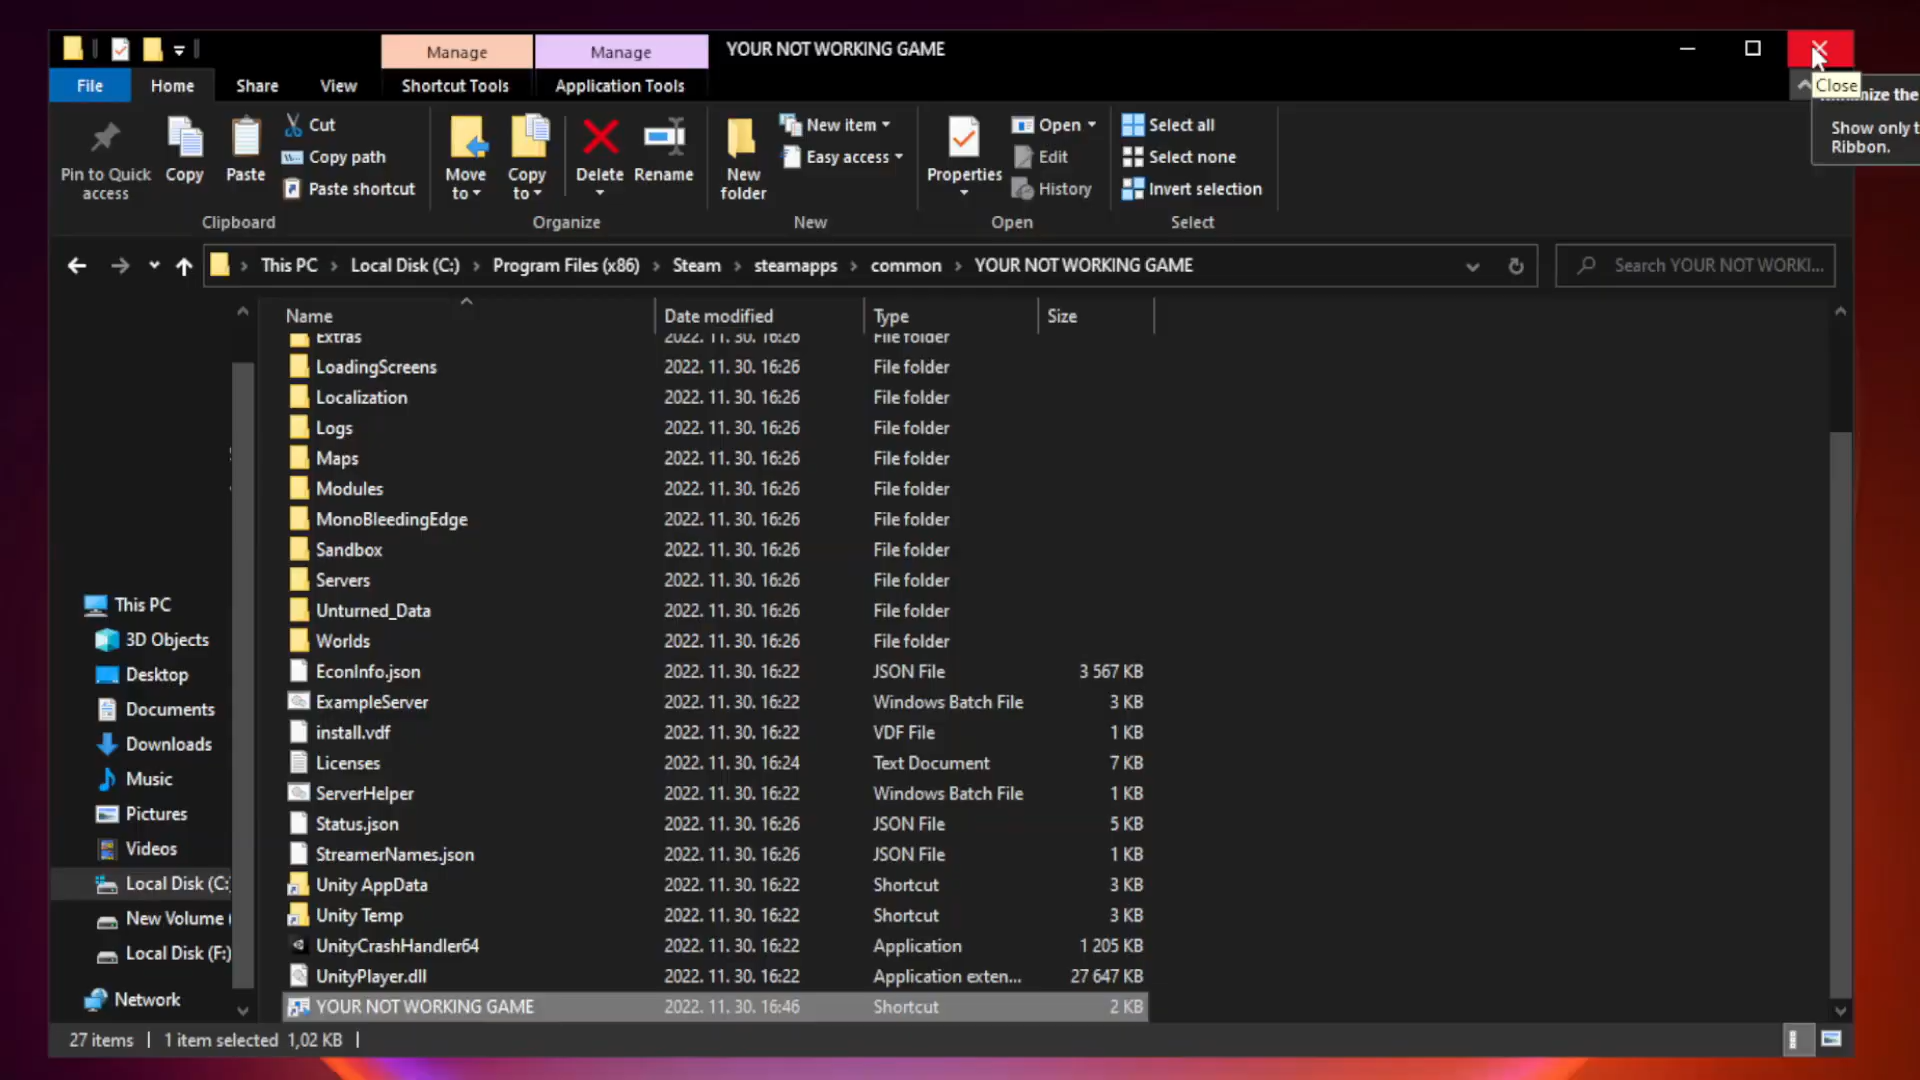 Manage
Manage
YOUR NOT WORKING GAME
File
Home
Share
View
Shortcut Tools
Application Tools
Close
the
Show only
Ribbon.
Pin to Quick access
Copy
Paste
Cut
Copy path
Paste shortcut
Clipboard
Move to
Copy to
Delete
Rename
Organize
New folder
New item
Easy access
New
Properties
Open
Edit
History
Open
Select all
Select none
Invert selection
Select
This PC > Local Disk (C:) > Program Files (x86) > Steam > steamapps > common > YOUR NOT WORKING GAME
Search YOUR NOT WORKI...
Name Date modified Type Size
Extras 2022. 11. 30. 16:26 File folder
LoadingScreens 2022. 11. 30. 16:26 File folder
Localization 2022. 11. 30. 16:26 File folder
Logs 2022. 11. 30. 16:26 File folder
Maps 2022. 11. 30. 16:26 File folder
Modules 2022. 11. 30. 16:26 File folder
MonoBleedingEdge 2022. 11. 30. 16:26 File folder
Sandbox 2022. 11. 30. 16:26 File folder
Servers 2022. 11. 30. 16:26 File folder
Unturned_Data 2022. 11. 30. 16:26 File folder
Worlds 2022. 11. 30. 16:26 File folder
EconInfo.json 2022. 11. 30. 16:22 JSON File 3 567 KB
ExampleServer 2022. 11. 30. 16:22 Windows Batch File 3 KB
install.vdf 2022. 11. 30. 16:22 VDF File 1 KB
Licenses 2022. 11. 30. 16:24 Text Document 7 KB
ServerHelper 2022. 11. 30. 16:22 Windows Batch File 1 KB
Status.json 2022. 11. 30. 16:26 JSON File 5 KB
StreamerNames.json 2022. 11. 30. 16:26 JSON File 1 KB
Unity AppData 2022. 11. 30. 16:22 Shortcut 3 KB
Unity Temp 2022. 11. 30. 16:22 Shortcut 3 KB
UnityCrashHandler64 2022. 11. 30. 16:22 Application 1 205 KB
UnityPlayer.dll 2022. 11. 30. 16:22 Application exten... 27 647 KB
YOUR NOT WORKING GAME 2022. 11. 30. 16:46 Shortcut 2 KB
This PC
3D Objects
Desktop
Documents
Downloads
Music
Pictures
Videos
Local Disk (C:
New Volume (
Local Disk (F:)
Network
27 items
1 item selected 1,02 KB